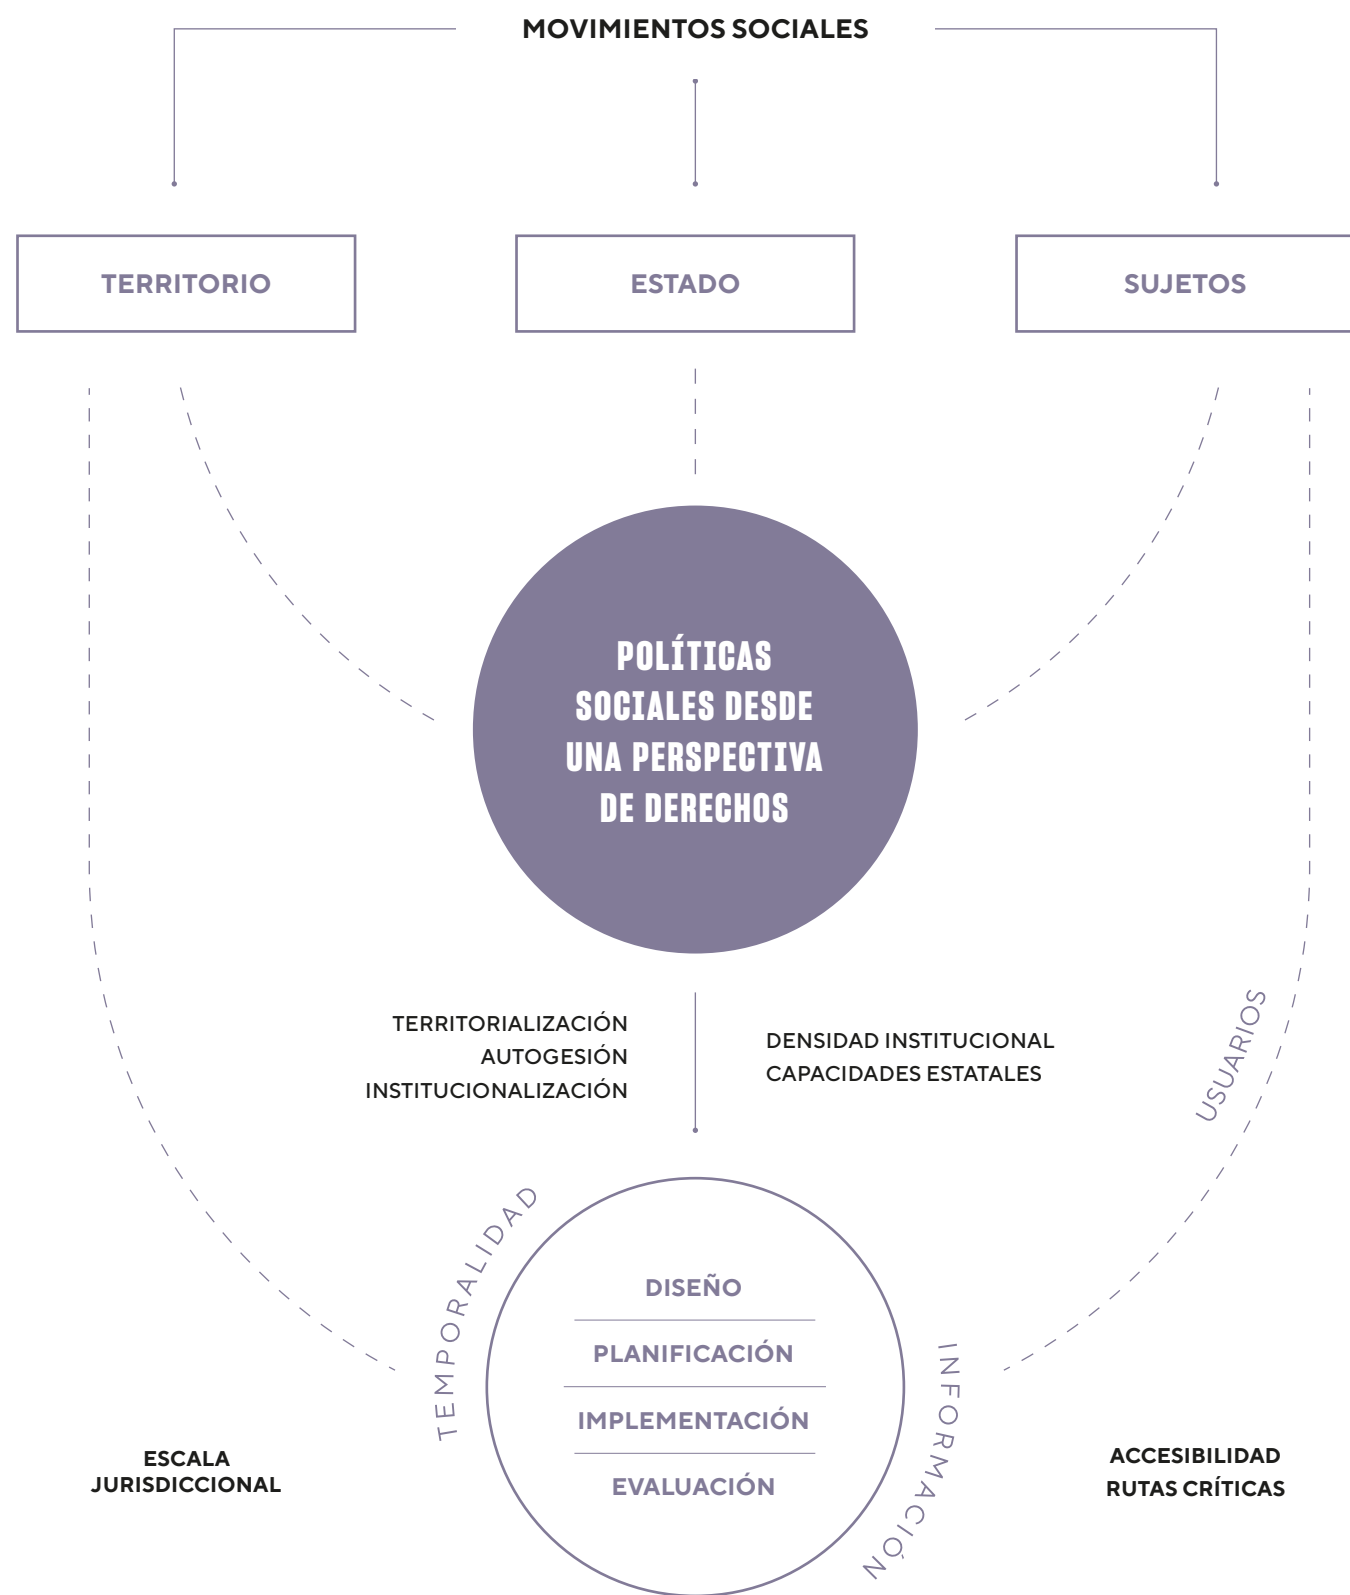 MOVIMIENTOS SOCIALES
TERRITORIO
ESTADO
SUJETOS
POLÍTICAS
SOCIALES DESDE
UNA PERSPECTIVA
DE DERECHOS
TERRITORIALIZACIÓN
AUTOGESIÓN
INSTITUCIONALIZACIÓN
DENSIDAD INSTITUCIONAL
CAPACIDADES ESTATALES
USUARIOS
TEMPORALIDAD
DISEÑO
PLANIFICACIÓN
IMPLEMENTACIÓN
EVALUACIÓN
INFORMACIÓN
ESCALA
JURISDICCIONAL
ACCESIBILIDAD
RUTAS CRÍTICAS